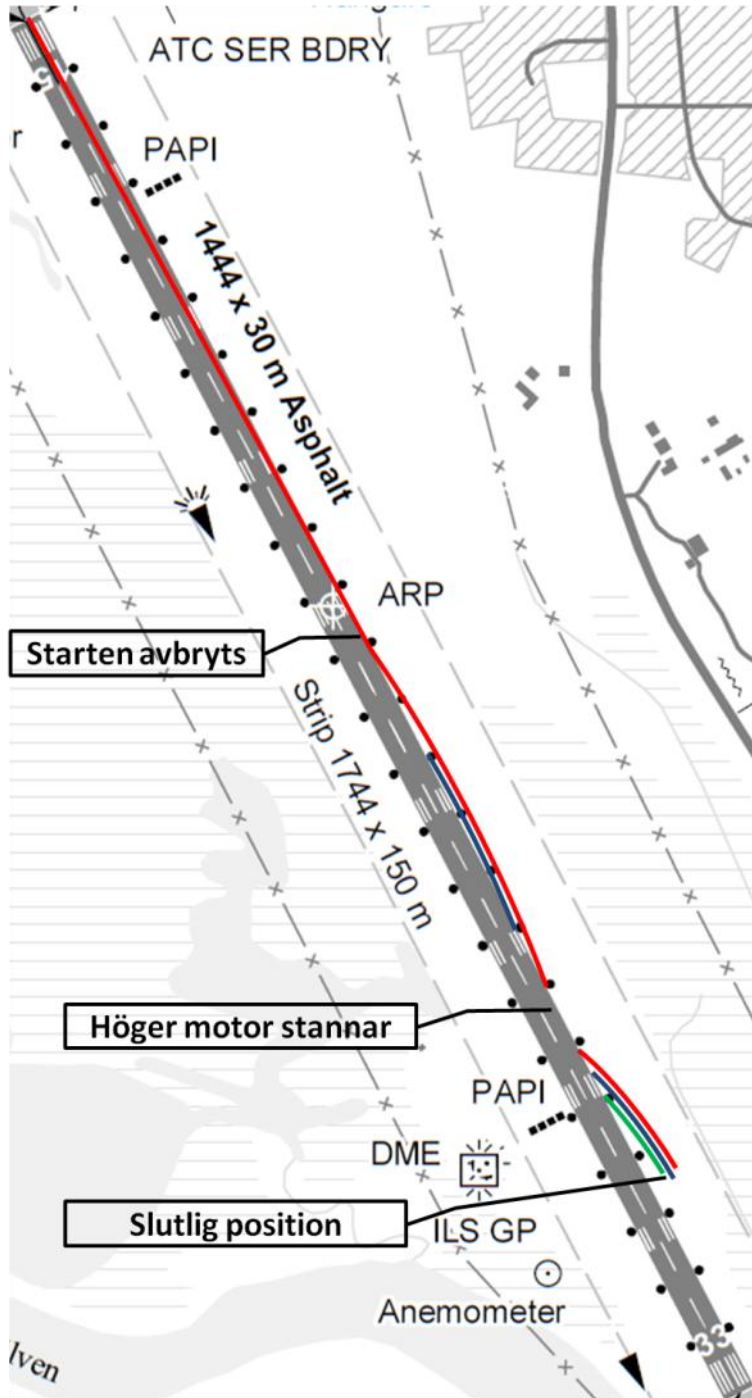 ATC SER BDRY
PAPI
1444 x 30 m Asphalt
ARP
Starten avbryts
Strip 1744 x 150 m
Höger motor stannar
PAPI
DME
Slutlig position
ILS GP
Anemometer
33